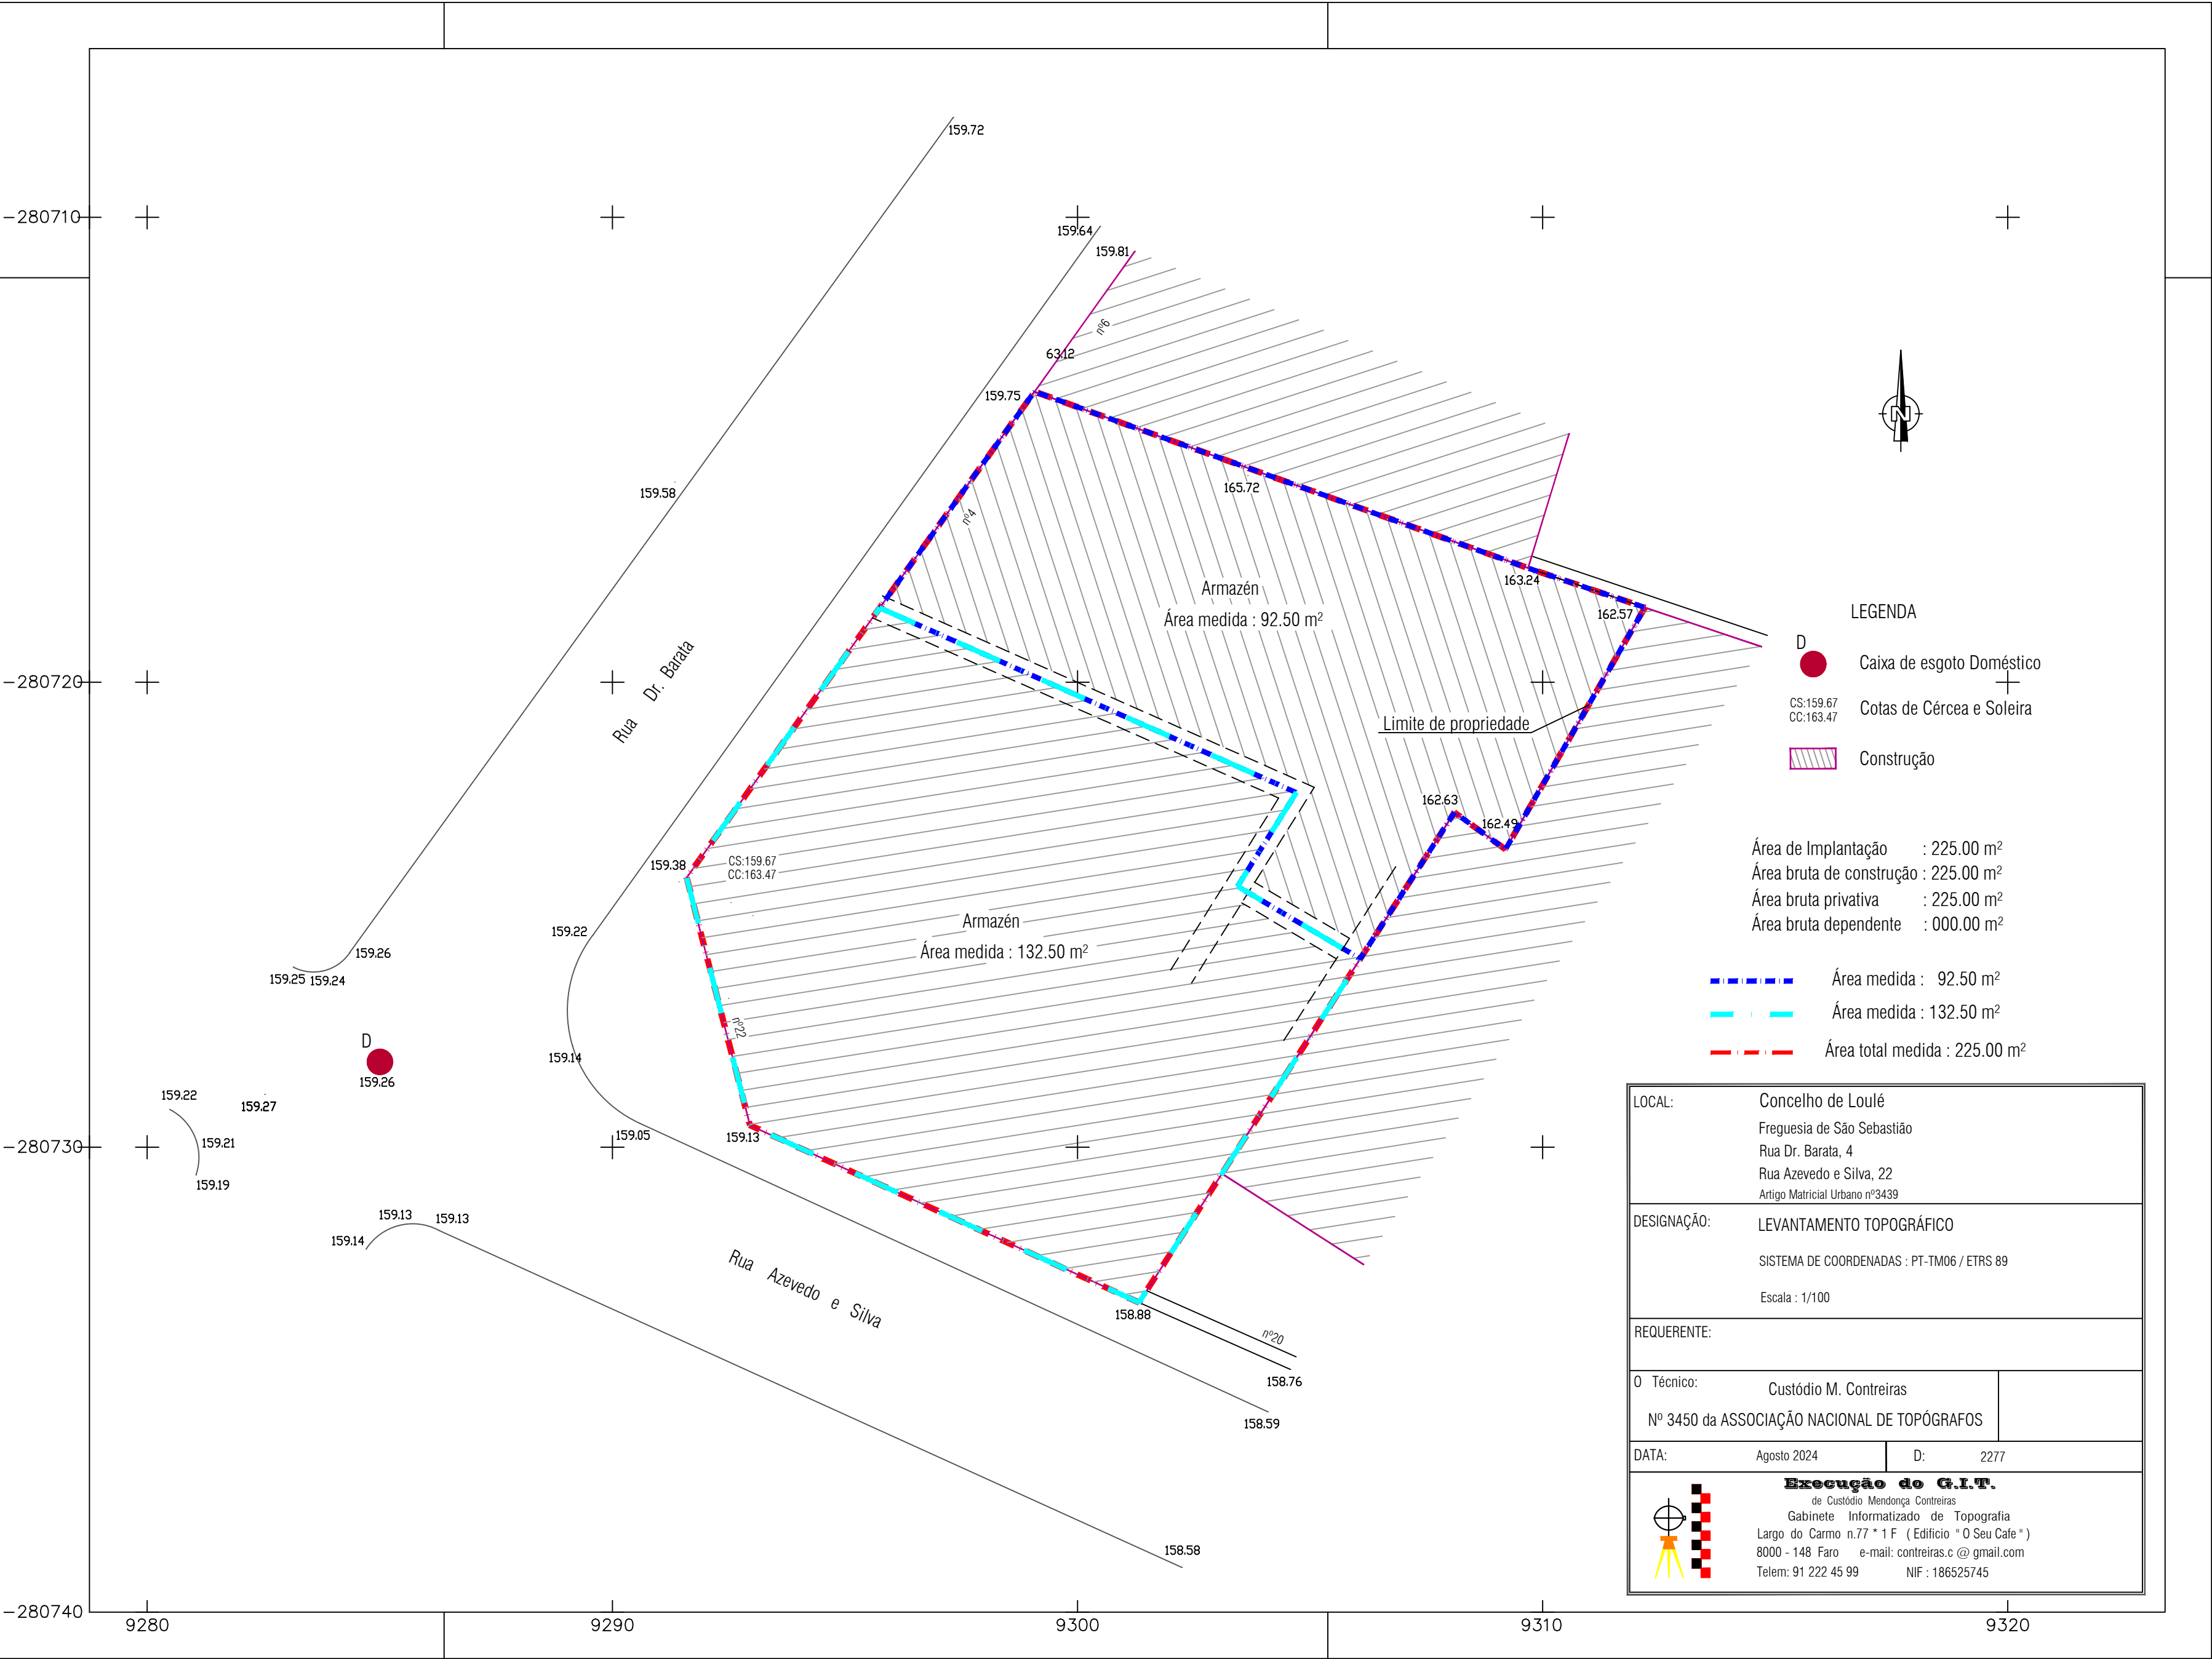 159.72
-280710
159.64
159.81
nº6
63.12
159.75
159.58
165.72
nº4
163.24
162.57
Armazén
Área medida : 92.50 m²
Rua Dr. Barata
-280720
Limite de propriedade
162.63
162.49
159.38
CS:159.67
CC:163.47
Armazén
Área medida : 132.50 m²
159.22
159.26
159.25
159.24
nº22
159.14
D
159.26
159.22
159.27
159.21
159.19
159.05
159.13
-280730
159.13
159.13
159.14
Rua Azevedo e Silva
158.88
nº20
158.76
158.59
158.58
-280740
9280
9290
9300
9310
9320
N
LEGENDA
D
Caixa de esgoto Doméstico
CS:159.67
CC:163.47
Cotas de Cércea e Soleira
Construção
Área de Implantação : 225.00 m²
Área bruta de construção : 225.00 m²
Área bruta privativa : 225.00 m²
Área bruta dependente : 000.00 m²
Área medida : 92.50 m²
Área medida : 132.50 m²
Área total medida : 225.00 m²
LOCAL: Concelho de Loulé
Freguesia de São Sebastião
Rua Dr. Barata, 4
Rua Azevedo e Silva, 22
Artigo Matricial Urbano nº3439
DESIGNAÇÃO: LEVANTAMENTO TOPOGRÁFICO
SISTEMA DE COORDENADAS : PT-TM06 / ETRS 89
Escala : 1/100
REQUERENTE:
O Técnico: Custódio M. Contreiras
Nº 3450 da ASSOCIAÇÃO NACIONAL DE TOPÓGRAFOS
DATA: Agosto 2024 D: 2277
Execução do G.I.T.
de Custódio Mendonça Contreiras
Gabinete Informatizado de Topografia
Largo do Carmo n.77 * 1 F ( Edificio " O Seu Cafe " )
8000 - 148 Faro e-mail: contreiras.c @ gmail.com
Telem: 91 222 45 99 NIF : 186525745